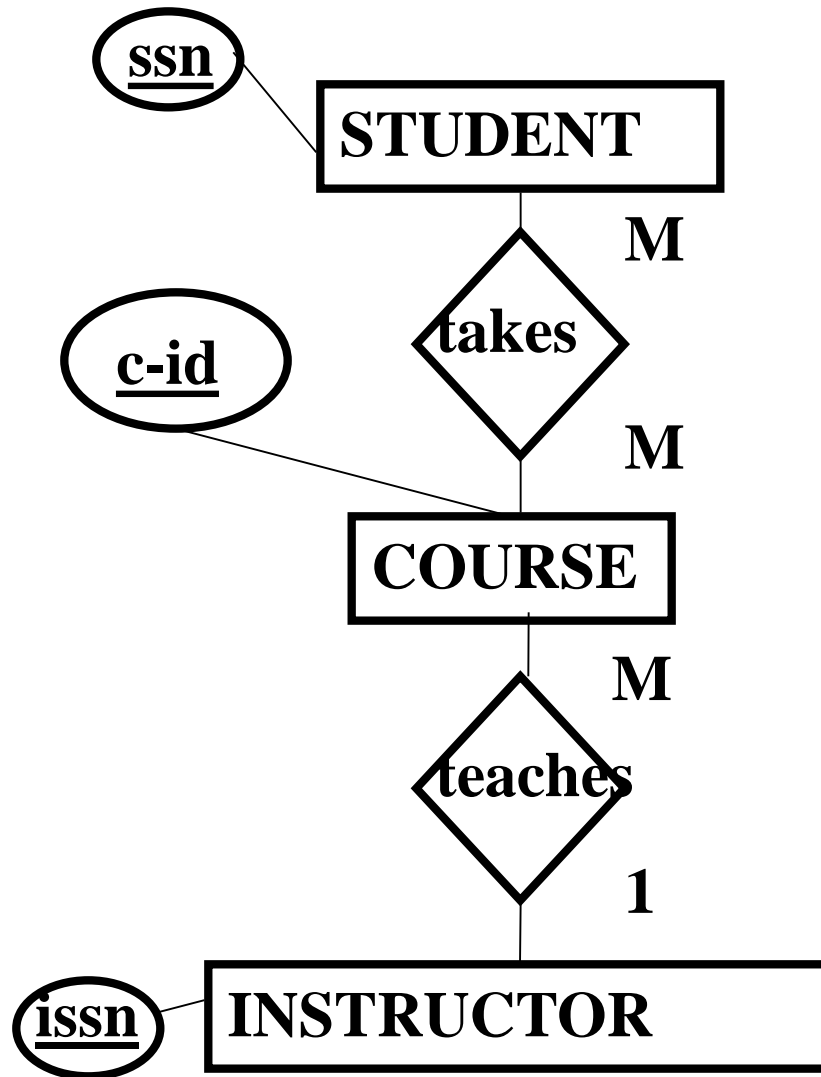 ssn
STUDENT
M
takes
c-id
M
COURSE
M
teaches
1
issn
INSTRUCTOR